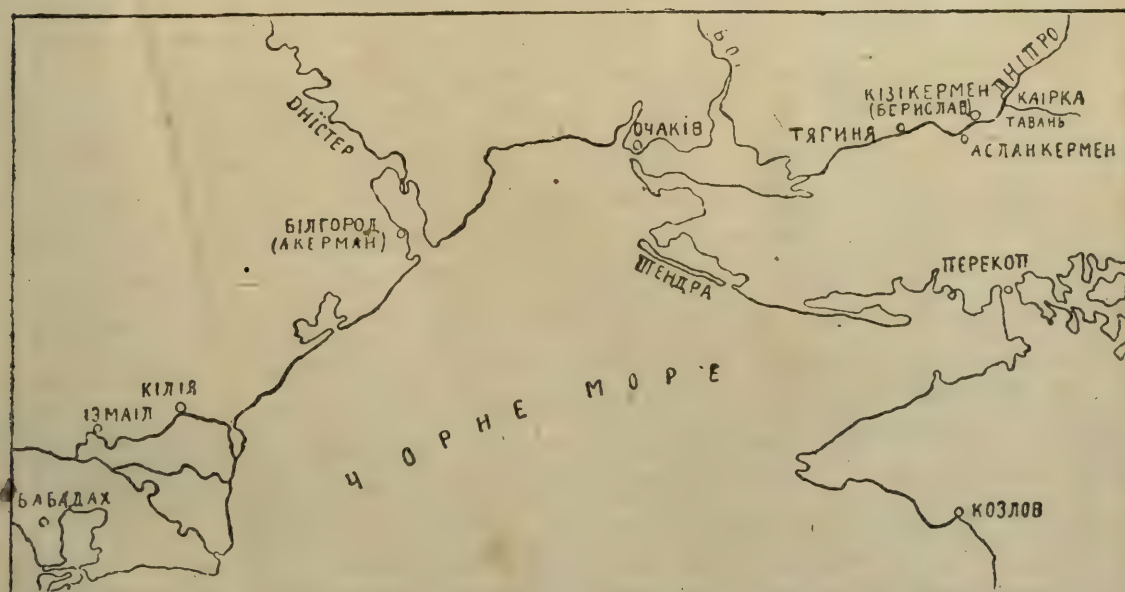 ДНІПРО
КІЗІКЕРМЕН
(БЕРИСЛАВ)
КАІРКА
ТАВАНЬ
ТЯГИНЯ
АСЛАНКЕРМЕН
ОЧАКІВ
ДНІСТЕР
БІЛГОРОД
(АКЕРМАН)
ТЕНДРА
ПЕРЕКОП
ЧОРНЕ МОРЕ
КІЛІЯ
ІЗМАІЛ
БАБАДАХ
КОЗЛОВ